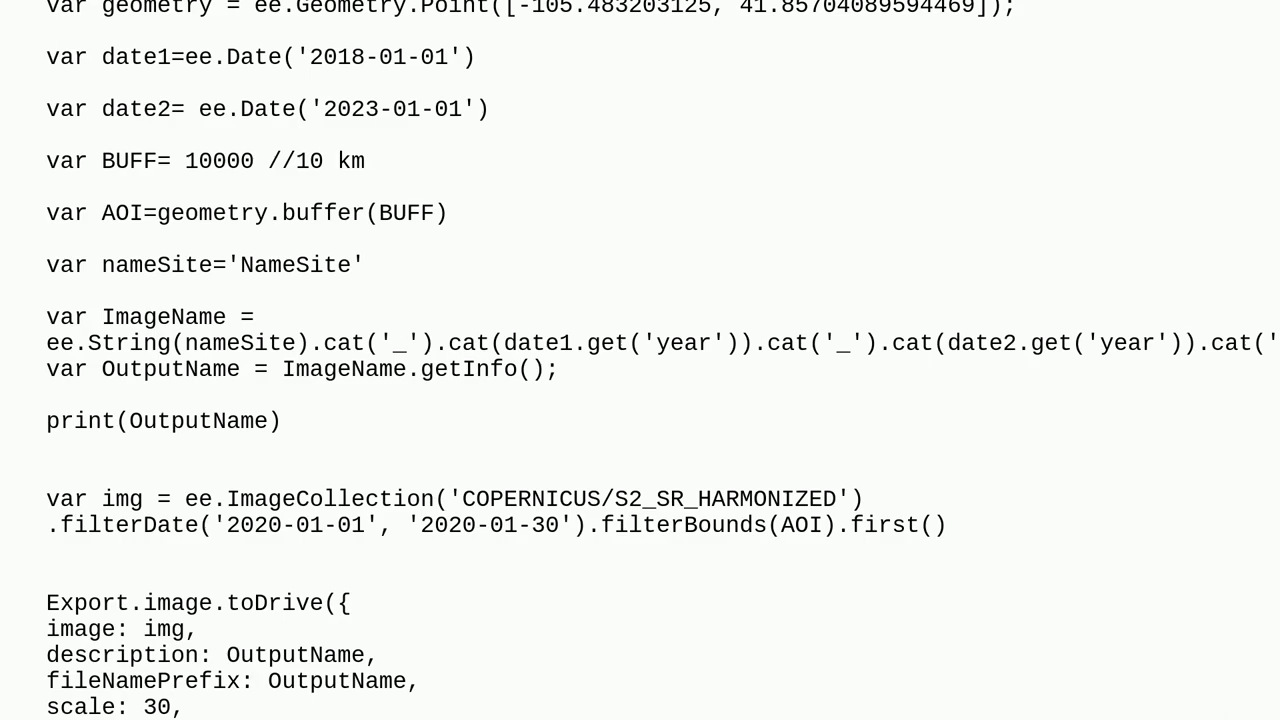 var geometry = ee.Geometry.Point([-105.483203125, 41.85704089594469]);
var date1=ee.Date('2018-01-01')
var date2= ee.Date('2023-01-01')
var BUFF= 10000 //10 km
var AOI=geometry.buffer(BUFF)
var nameSite='NameSite'
var ImageName =
ee.String(nameSite).cat('_').cat(date1.get('year')).cat('_').cat(date2.get('year')).cat('
var OutputName = ImageName.getInfo();
print(OutputName)
var img = ee.ImageCollection('COPERNICUS/S2_SR_HARMONIZED')
.filterDate('2020-01-01', '2020-01-30').filterBounds(AOI).first()
Export.image.toDrive({
image: img,
description: OutputName,
fileNamePrefix: OutputName,
scale: 30,